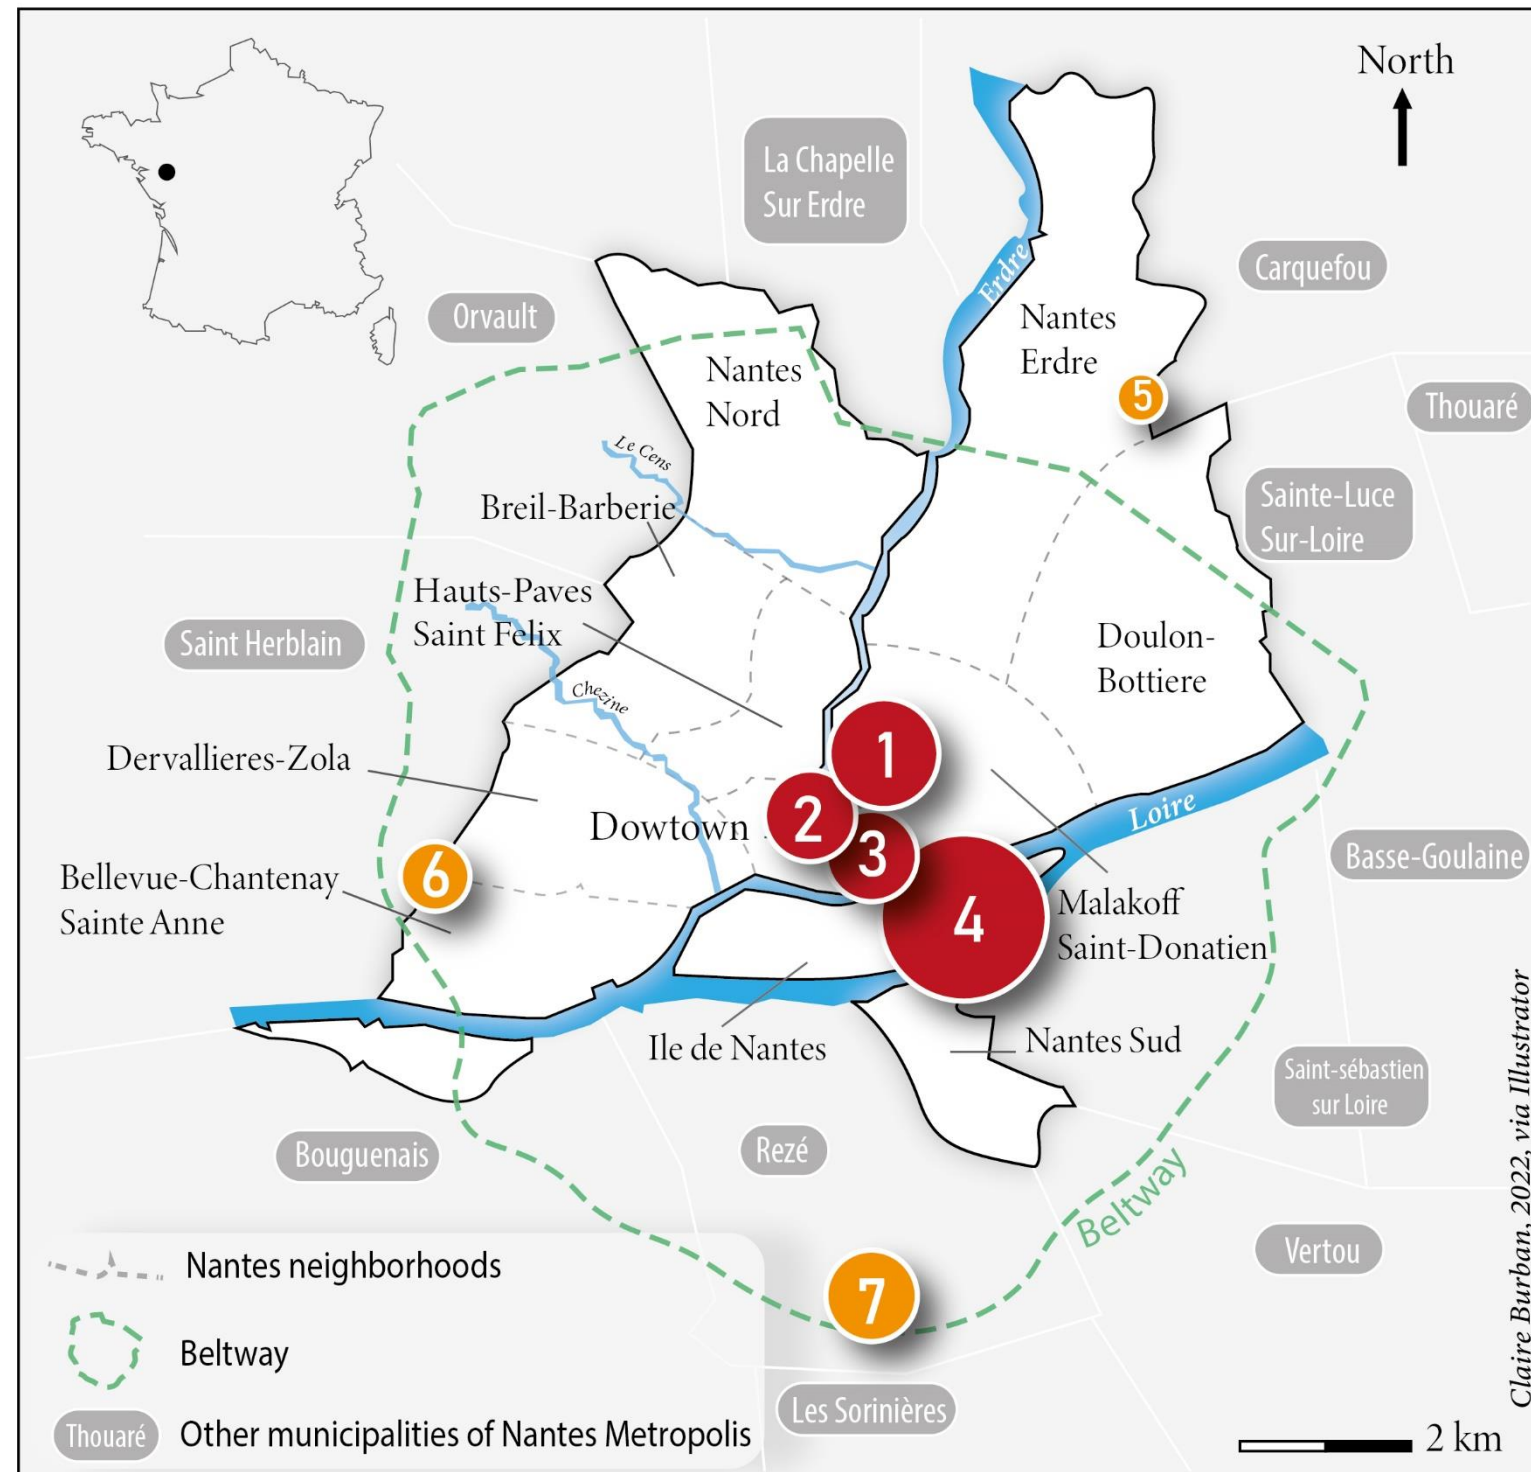 North
La Chapelle
Sur Erdre
Carquefou
Erdre
Orvault
Nantes
Erdre
Nantes
Nord
5
Thouaré
Le Cens
Sainte-Luce
Sur-Loire
Breil-Barberie
Hauts-Paves
Saint Felix
Saint Herblain
Doulon-
Bottiere
Chezine
Dervallieres-Zola
1
2
3
Dowtown
Loire
Basse-Goulaine
6
Bellevue-Chantenay
Sainte Anne
4
Malakoff
Saint-Donatien
Ile de Nantes
Nantes Sud
Saint-sébastien
sur Loire
Bouguenais
Rezé
Beltway
Vertou
7
Nantes neighborhoods
Beltway
Les Sorinières
Thouaré
Other municipalities of Nantes Metropolis
2 km
Claire Burban, 2022, via Illustrator